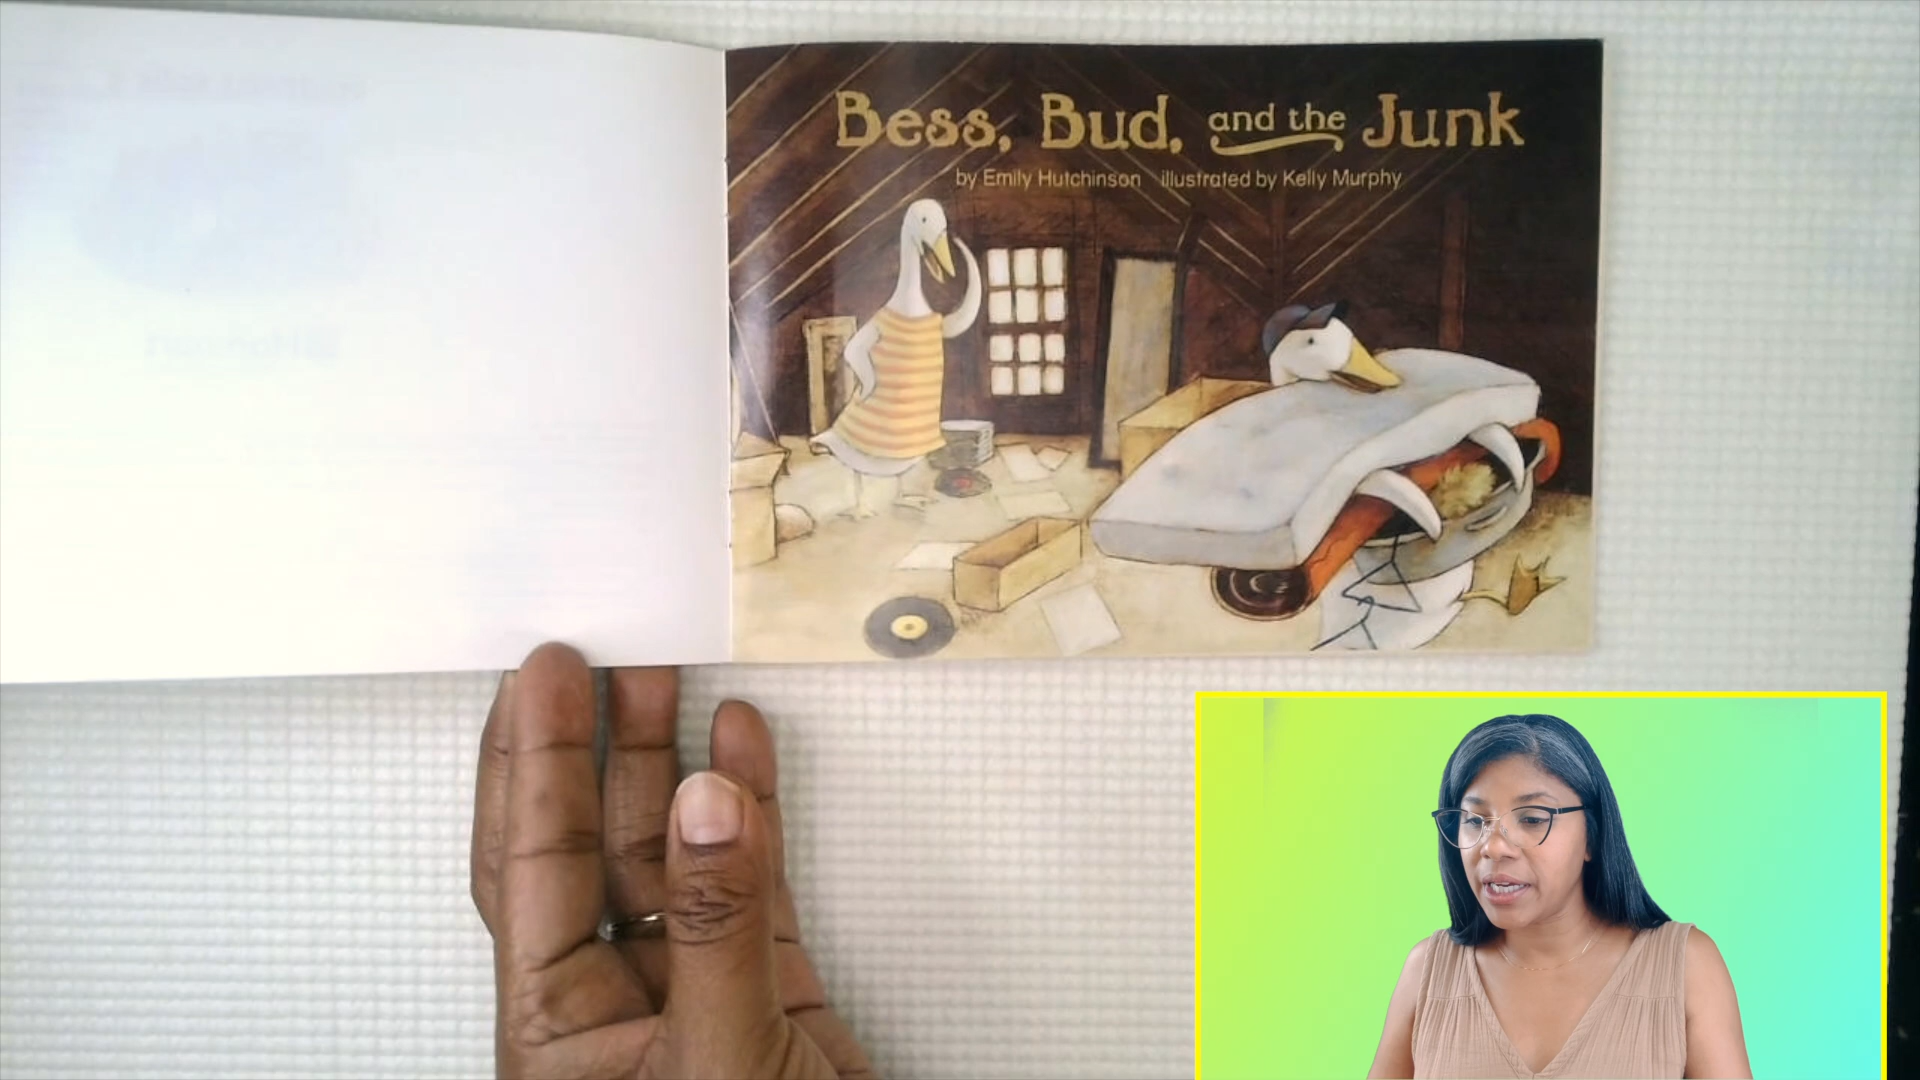 Bess, Bud, and the Junk
by Emily Hutchinson illustrated by Kelly Murphy